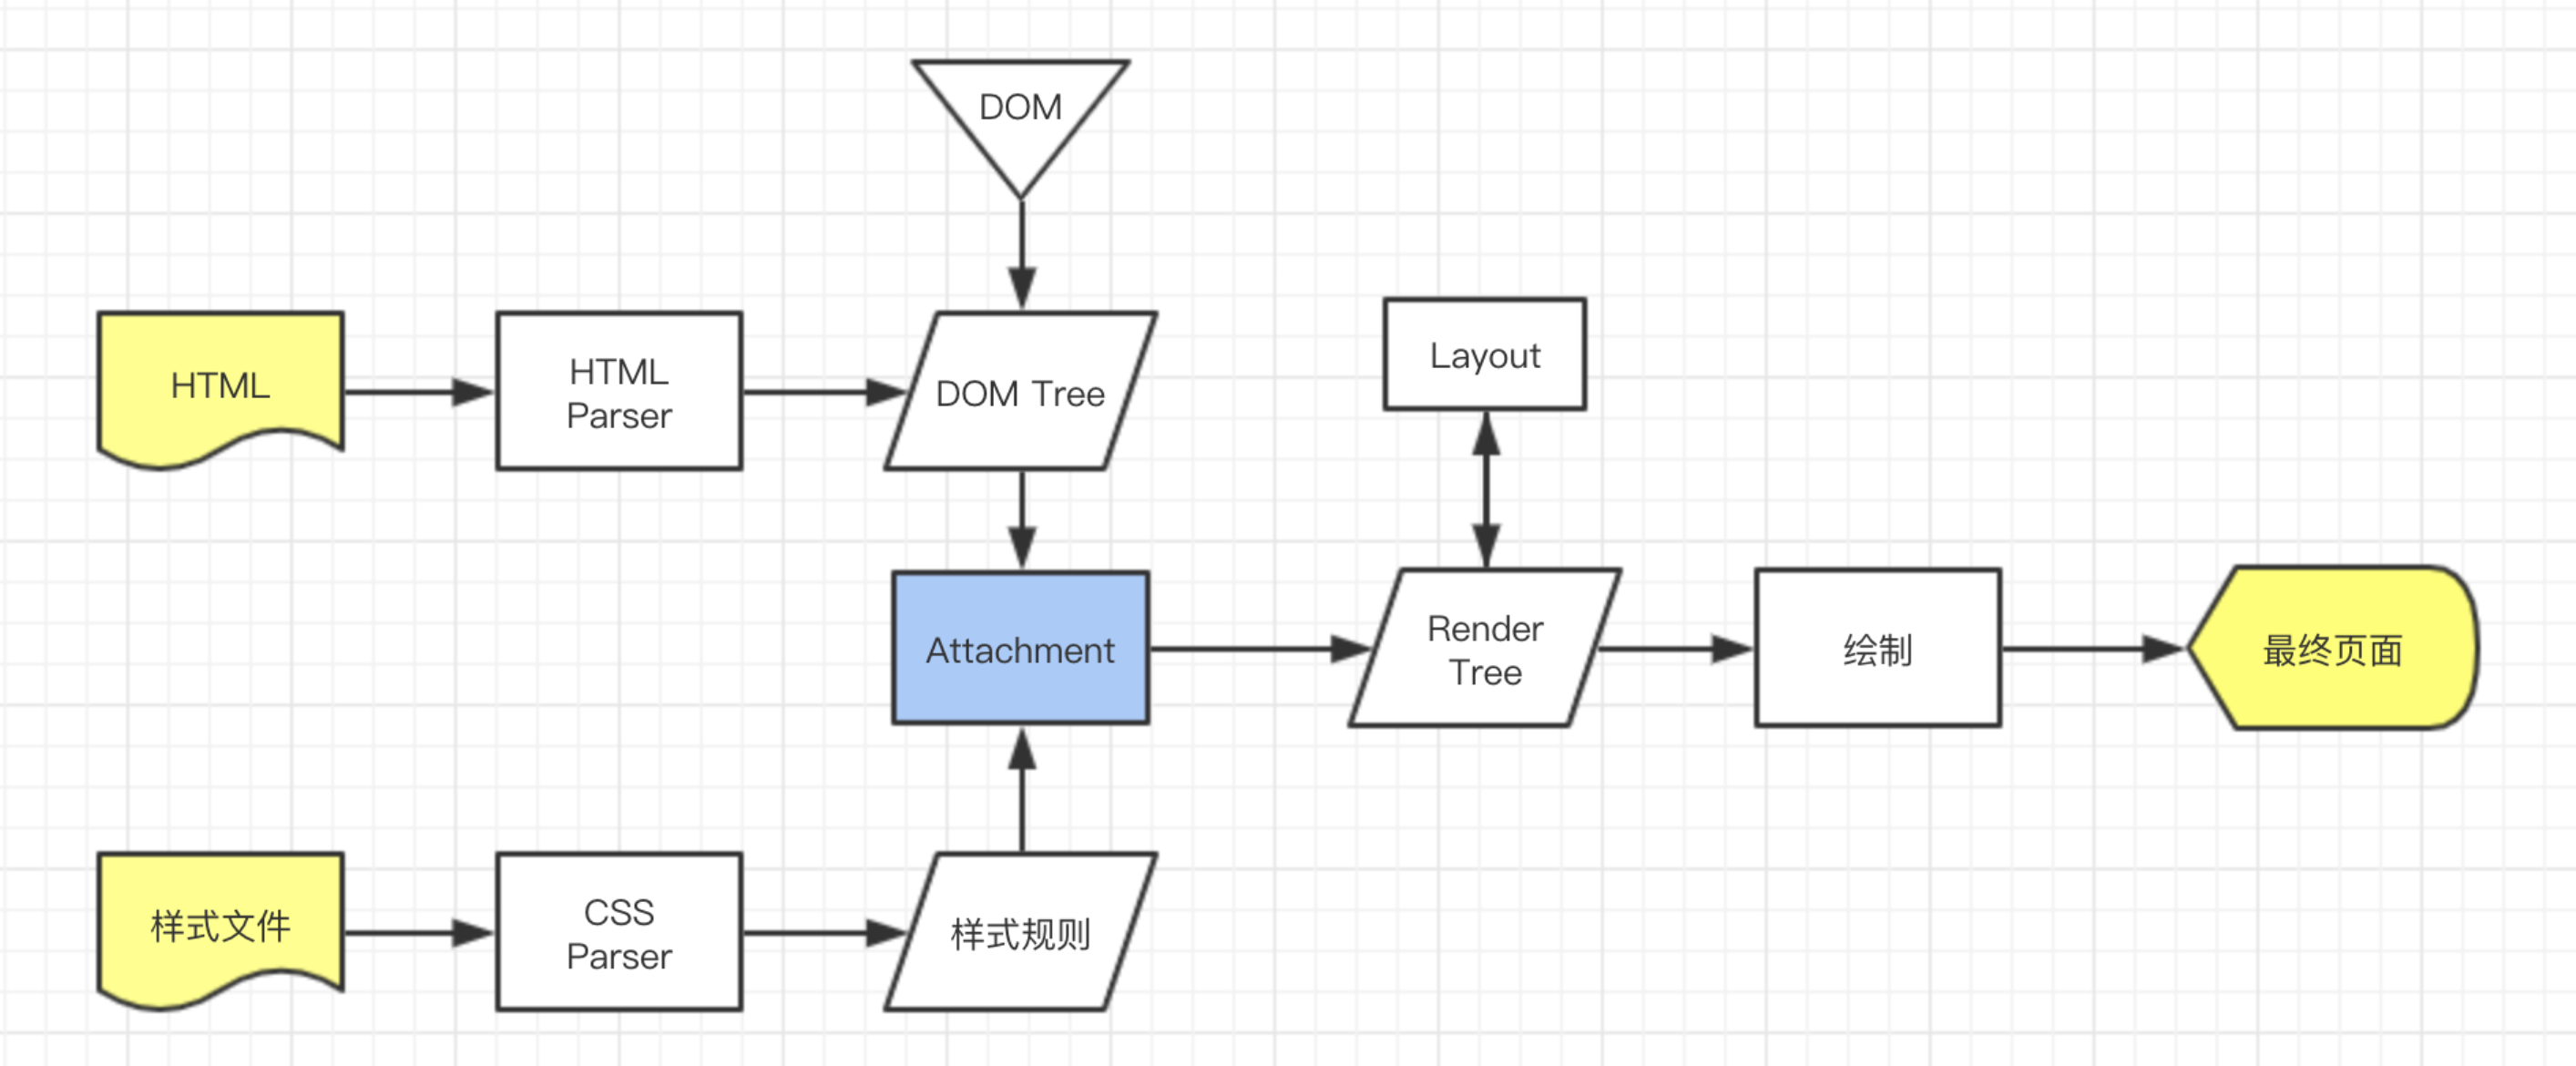 DOM
HTML
HTML
Parser
DOM Tree
Layout
Attachment
Render
Tree
绘制
最终页面
样式文件
CSS
Parser
样式规则